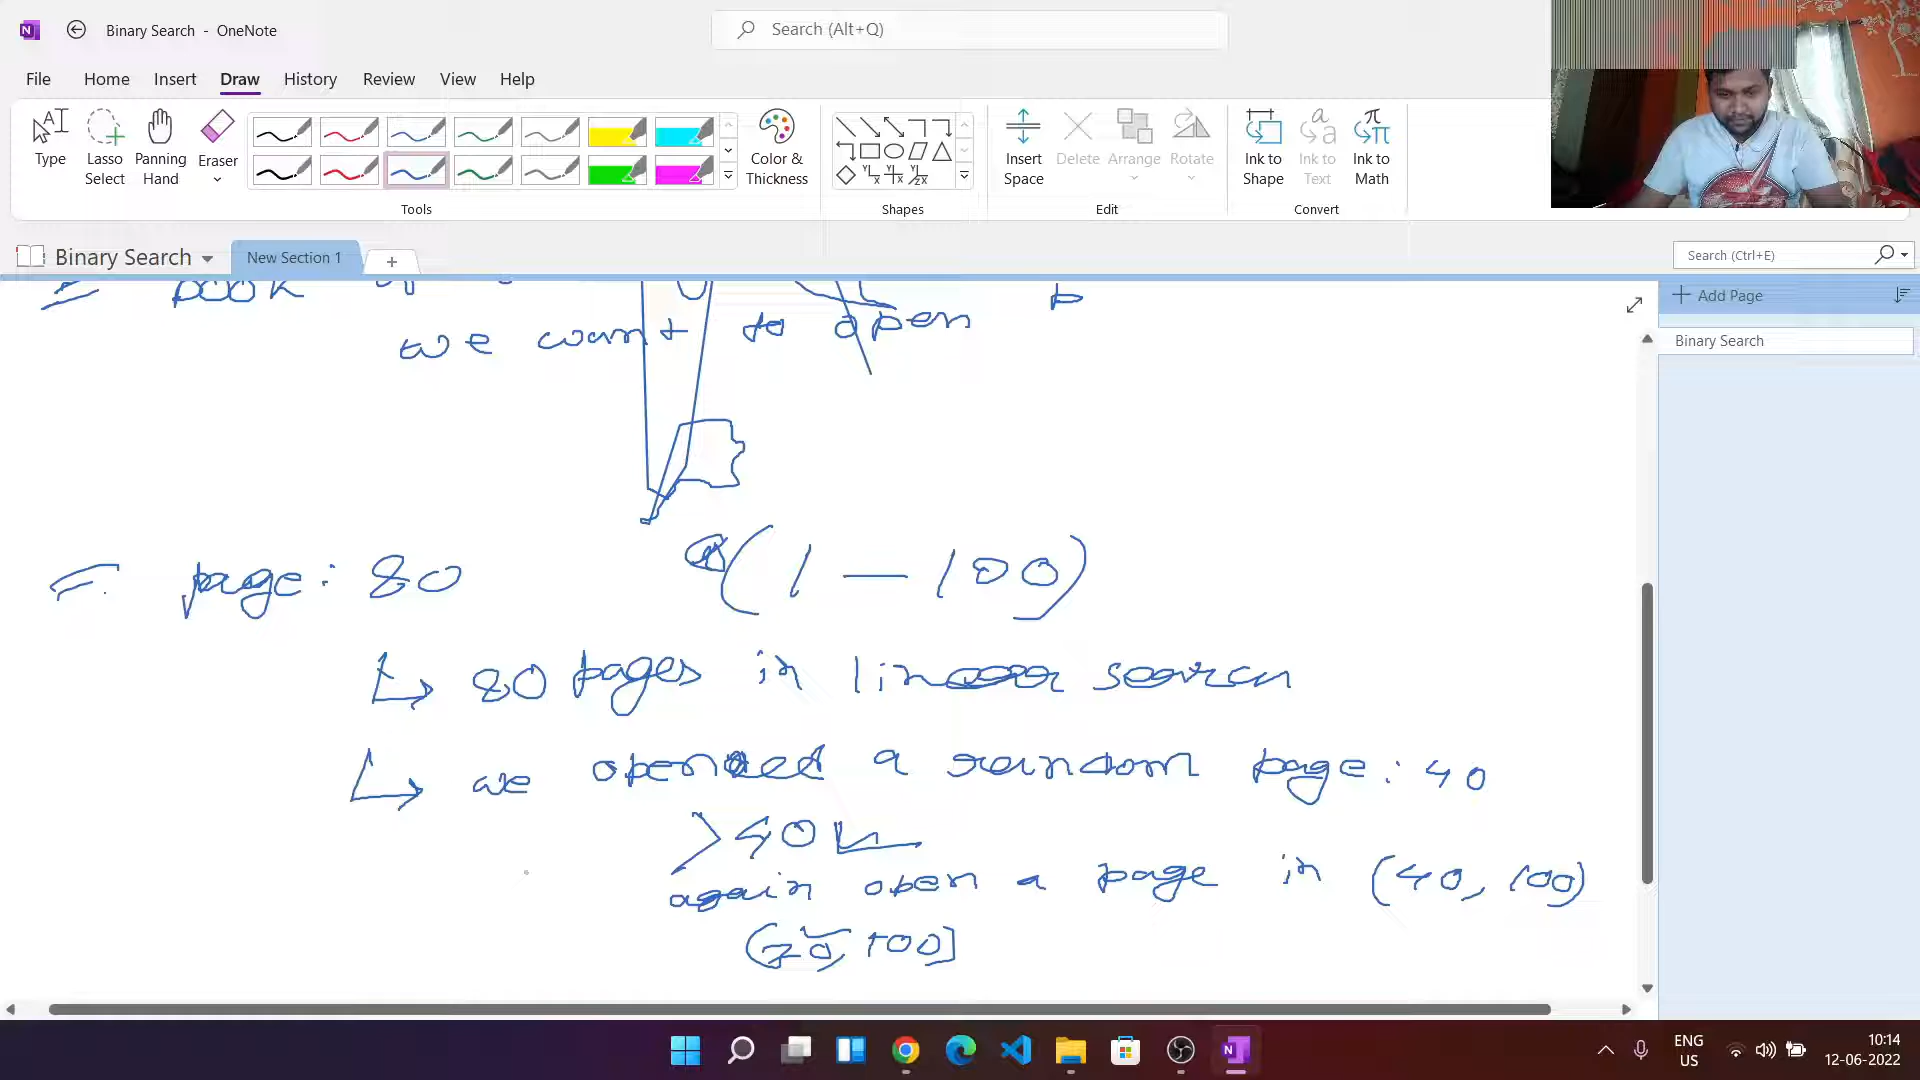 Binary Search - OneNote
Search (Alt+Q)
File Home Insert Draw History Review View Help
Type Lasso Select Panning Hand Eraser Color & Thickness Insert Space Delete Arrange Rotate Ink to Shape Ink to Text Ink to Math
Tools Shapes Edit Convert
Binary Search New Section 1 +
Search (Ctrl+E)
Add Page
Binary Search
book
we want to open
page: 80 (1 — 100)
80 pages in linear search
we opened a random page: 40
>40
again open a page in (40, 100)
(70, 100]
ENG
US
10:14
12-06-2022